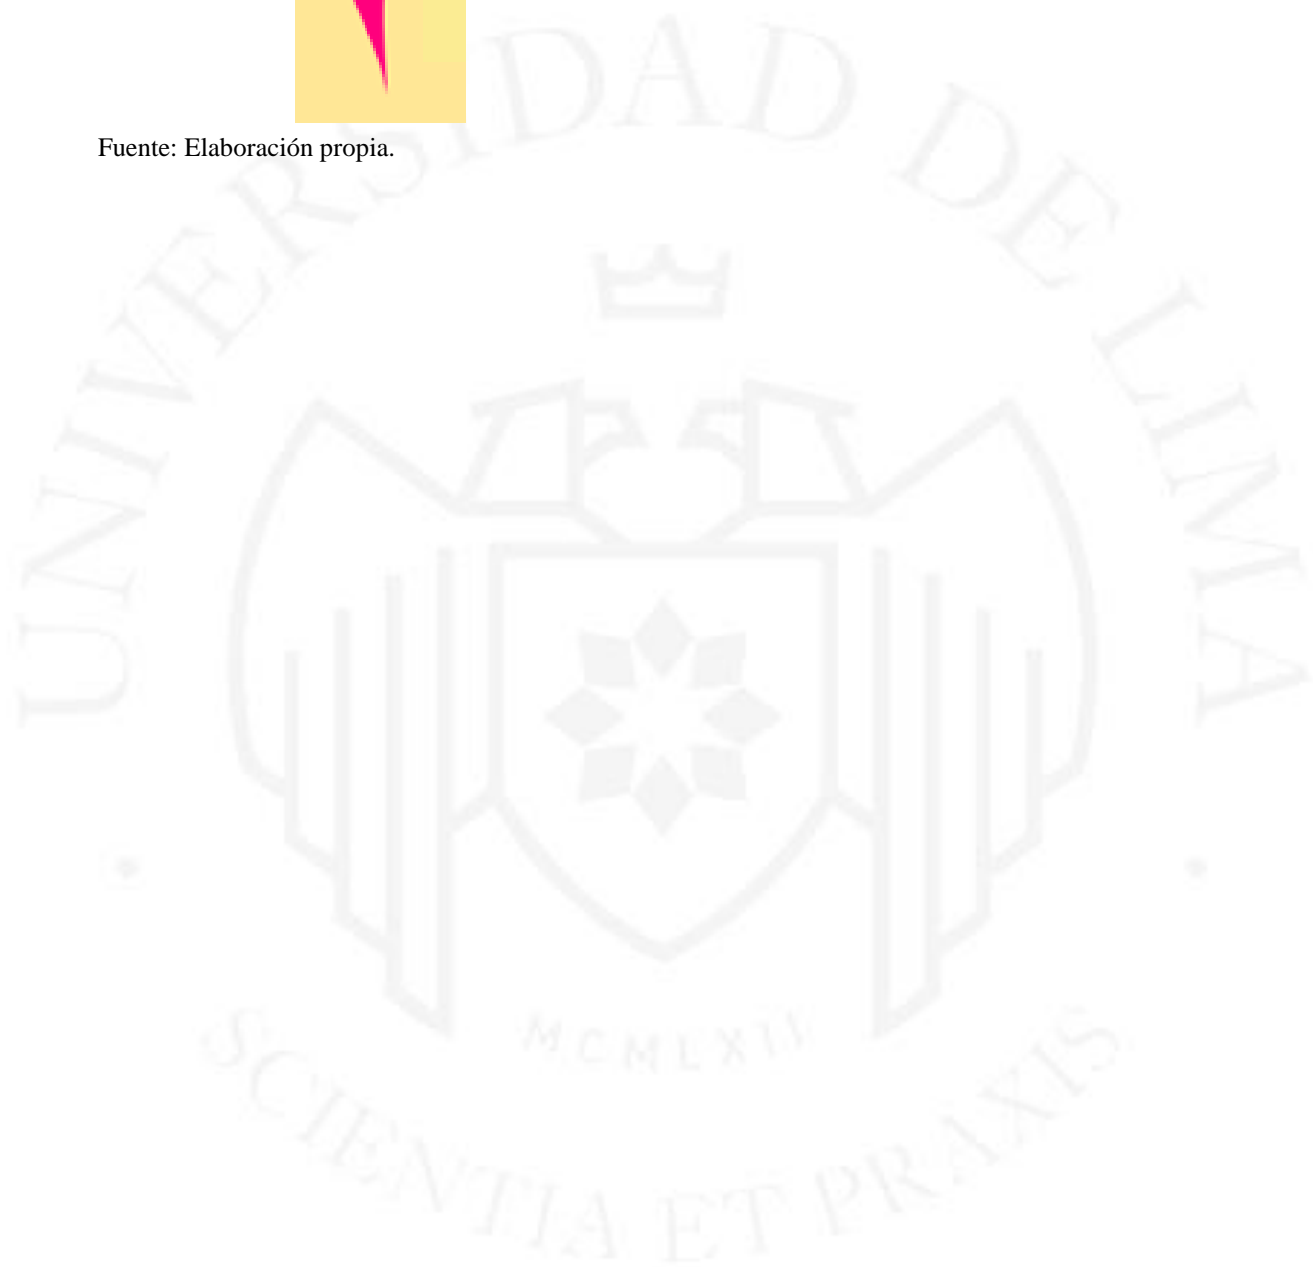 Fuente: Elaboración propia.
UNIVERSIDAD DE LIMA
MCMLXII
SCIENTIA ET PRAXIS